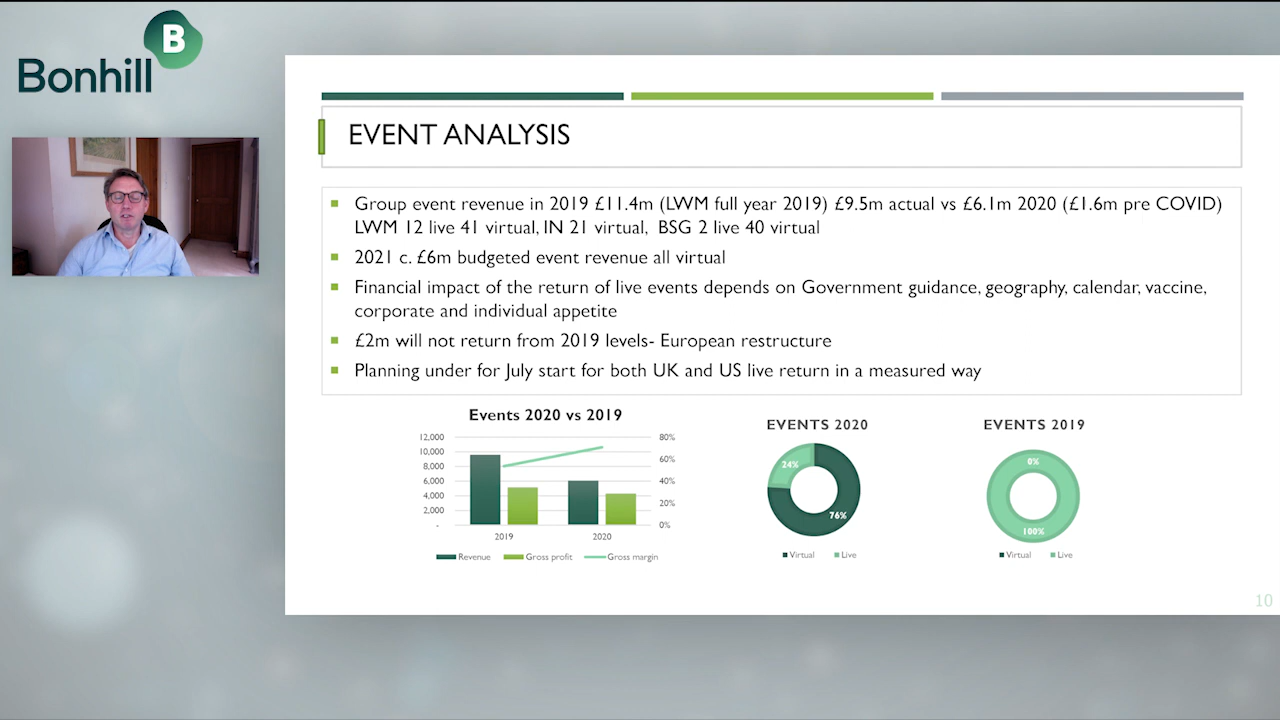 B
Bonhill
EVENT ANALYSIS
Group event revenue in 2019 £11.4m (LWM full year 2019) £9.5m actual vs £6.1m 2020 (£1.6m pre COVID)
LWM 12 live 41 virtual, IN 21 virtual, BSG 2 live 40 virtual
2021 c. £6m budgeted event revenue all virtual
Financial impact of the return of live events depends on Government guidance, geography, calendar, vaccine,
corporate and individual appetite
£2m will not return from 2019 levels- European restructure
Planning under for July start for both UK and US live return in a measured way
Events 2020 vs 2019
12,000
10,000
8,000
6,000
4,000
2,000
-
80%
60%
40%
20%
0%
2019
2020
Revenue
Gross profit
Gross margin
EVENTS 2020
24%
76%
Virtual
Live
EVENTS 2019
0%
100%
Virtual
Live
10